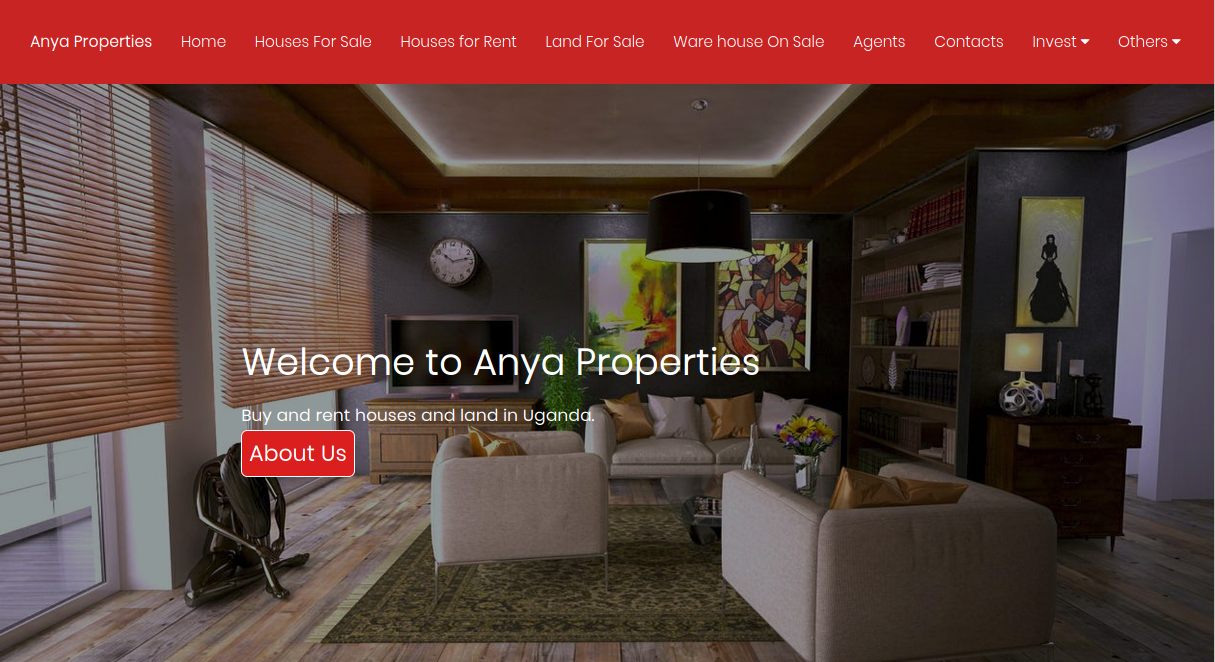 Anya Properties Home Houses For Sale Houses for Rent Land For Sale Ware house On Sale Agents Contacts Invest Others
Welcome to Anya Properties
Buy and rent houses and land in Uganda.
About Us